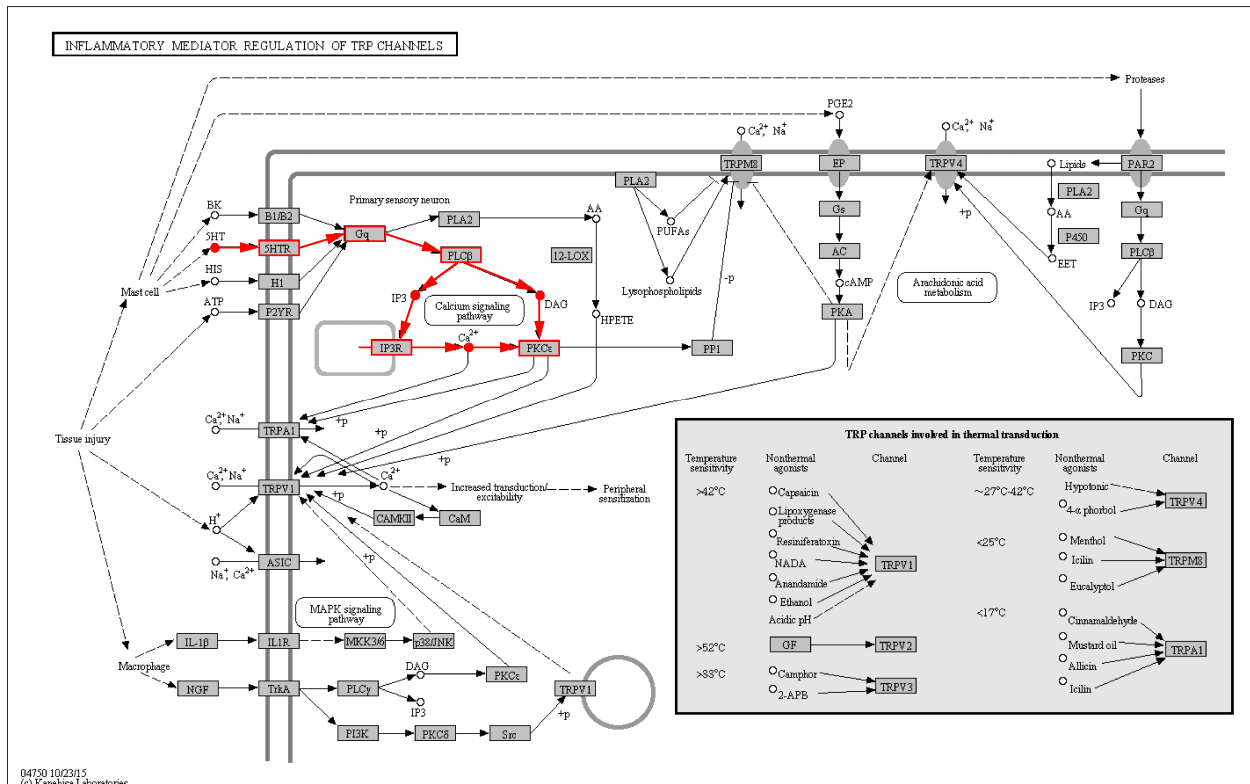 INFLAMMATORY MEDIATOR REGULATION OF TRP CHANNELS
Proteases
PGE2
Ca2+, Na+
Ca2+, Na+
TRPM8
EP
TRPV4
Lipids
PAR2
PLA2
PLA2
Primary sensory neuron
BK
B1/B2
PLA2
AA
Gs
+p
AA
Gq
PUFAs
5HT
5HTR
Gq
P450
PLCβ
12-LOX
AC
PLCβ
EET
HIS
H1
-p
cAMP
Arachidonic acid
metabolism
Mast cell
Lysophospholipids
IP3
Calcium signaling
pathway
DAG
IP3
DAG
ATP
P2YR
HPETE
PKA
Ca2+
IP3R
PKCε
PP1
PKC
Ca2+, Na+
TRPA1
+p
+p
Tissue injury
+p
Ca2+, Na+
TRPV1
Ca2+
Increased transduction/
excitability
Peripheral
sensitization
+p
H+
CAMKII
CaM
+p
ASIC
Na+, Ca2+
MAPK signaling
pathway
IL-1β
IL1R
MKK3/6
p38/JNK
Macrophage
DAG
NGF
TrkA
PLCγ
PKCε
TRPV1
IP3
+p
PI3K
PKCδ
Src
TRP channels involved in thermal transduction
Temperature
sensitivity
Nonthermal
agonists
Channel
Temperature
sensitivity
Nonthermal
agonists
Channel
>42°C
Capsaicin
Lipoxygenase
products
Resiniferatoxin
NADA
Anandamide
Ethanol
Acidic pH
TRPV1
>52°C
GF
TRPV2
>33°C
Camphor
2-APB
TRPV3
~27°C-42°C
Hypotonic
4-α phorbol
TRPV4
<25°C
Menthol
Icilin
Eucalyptol
TRPM8
<17°C
Cinnamaldehyde
Mustard oil
Allicin
Icilin
TRPA1
04750 10/23/15
(c) Kanehisa Laboratories